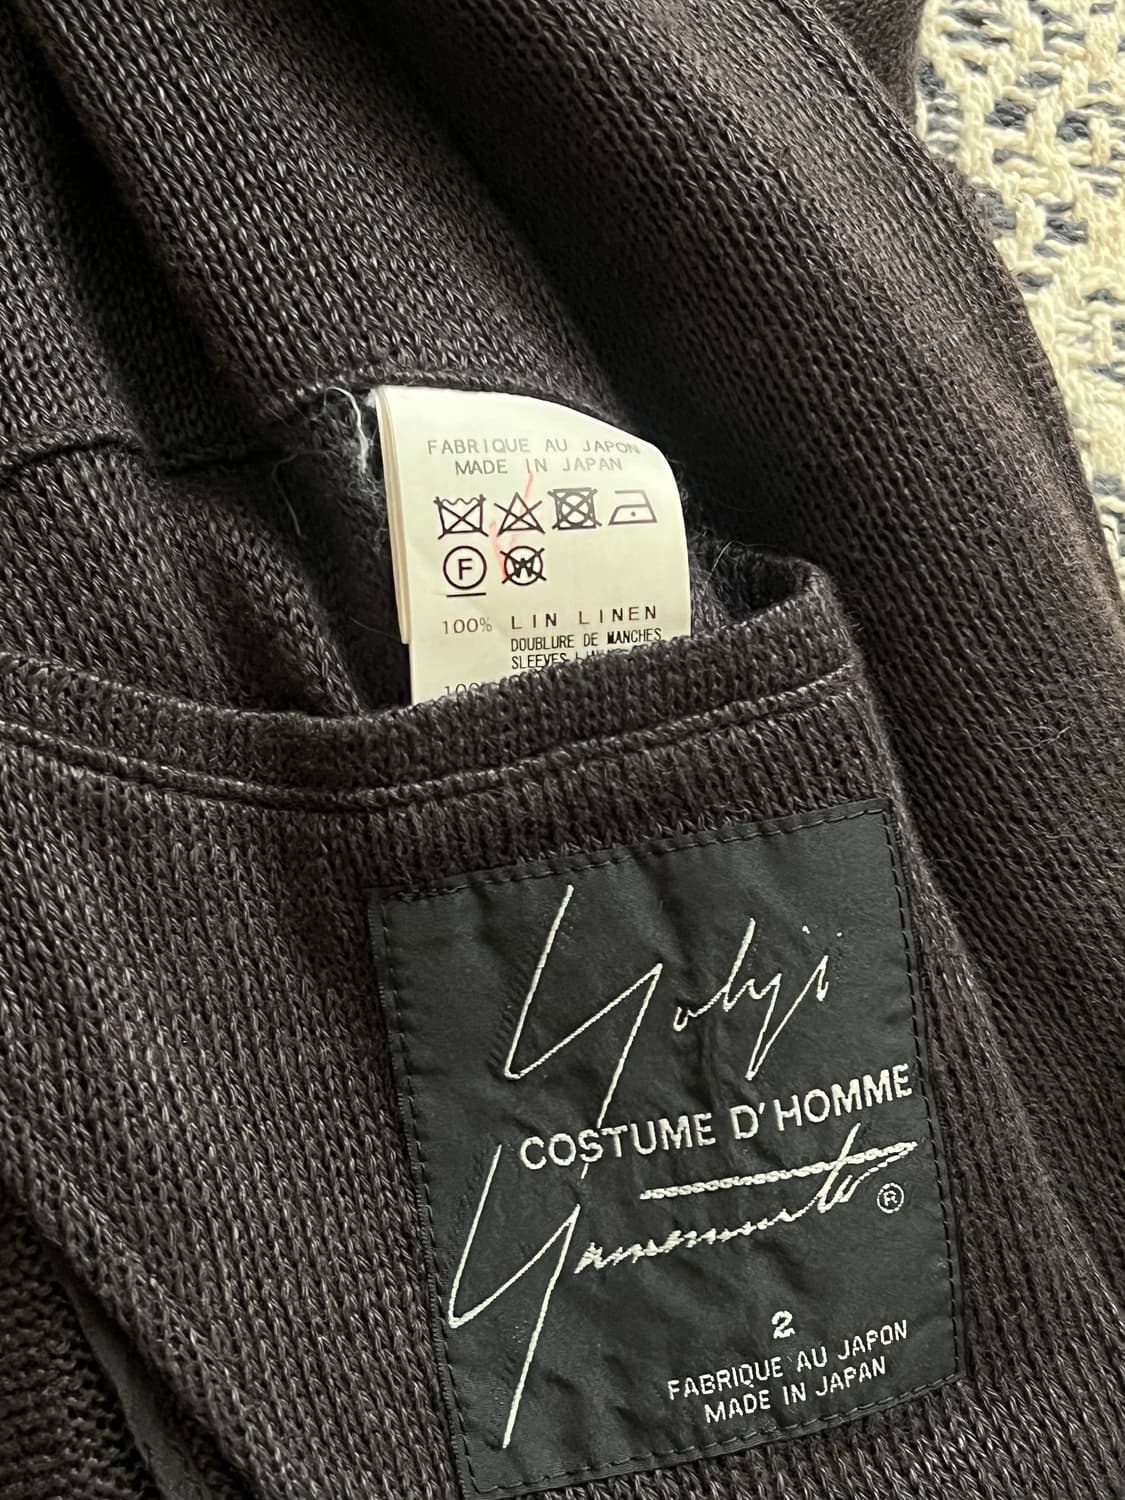 FABRIQUE AU JAPON
MADE IN JAPAN
F
W
100% LIN LINEN
DOUBLURE DE MANCHES
SLEEVES
Yohji
COSTUME D'HOMME
Yamamoto ®
2
FABRIQUE AU JAPON
MADE IN JAPAN